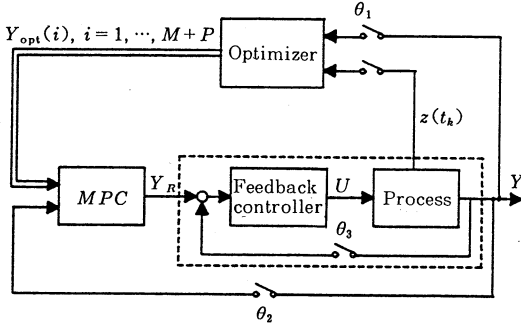 θ₁
Y_opt(i), i = 1, ⋯, M + P
Optimizer
z(t_k)
MPC
Y_R
Feedback
controller
U
Process
Y
θ₃
θ₂